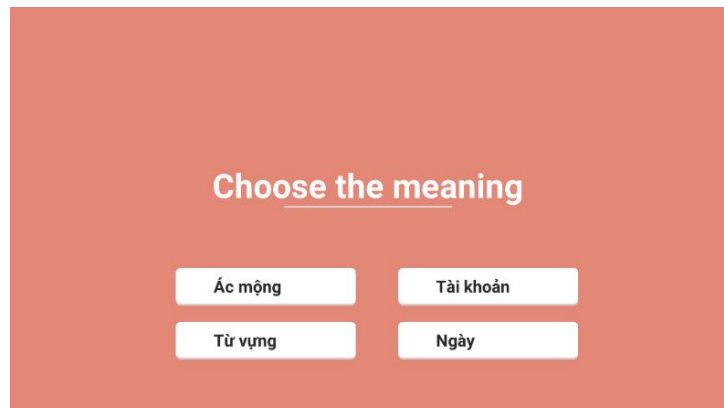 Choose the meaning
Ác mộng
Tài khoản
Từ vựng
Ngày